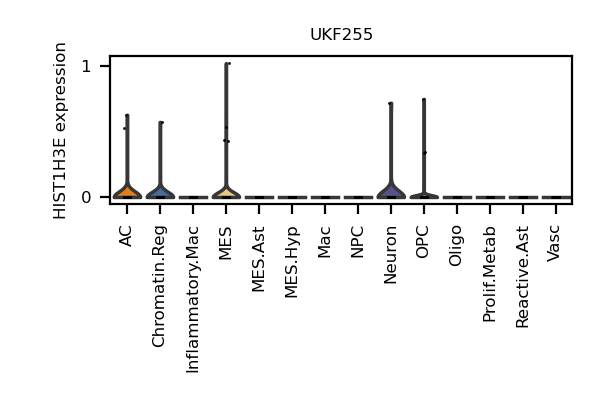 UKF255
HIST1H3E expression
1
0
AC
Chromatin.Reg
Inflammatory.Mac
MES
MES.Ast
MES.Hyp
Mac
NPC
Neuron
OPC
Oligo
Prolif.Metab
Reactive.Ast
Vasc